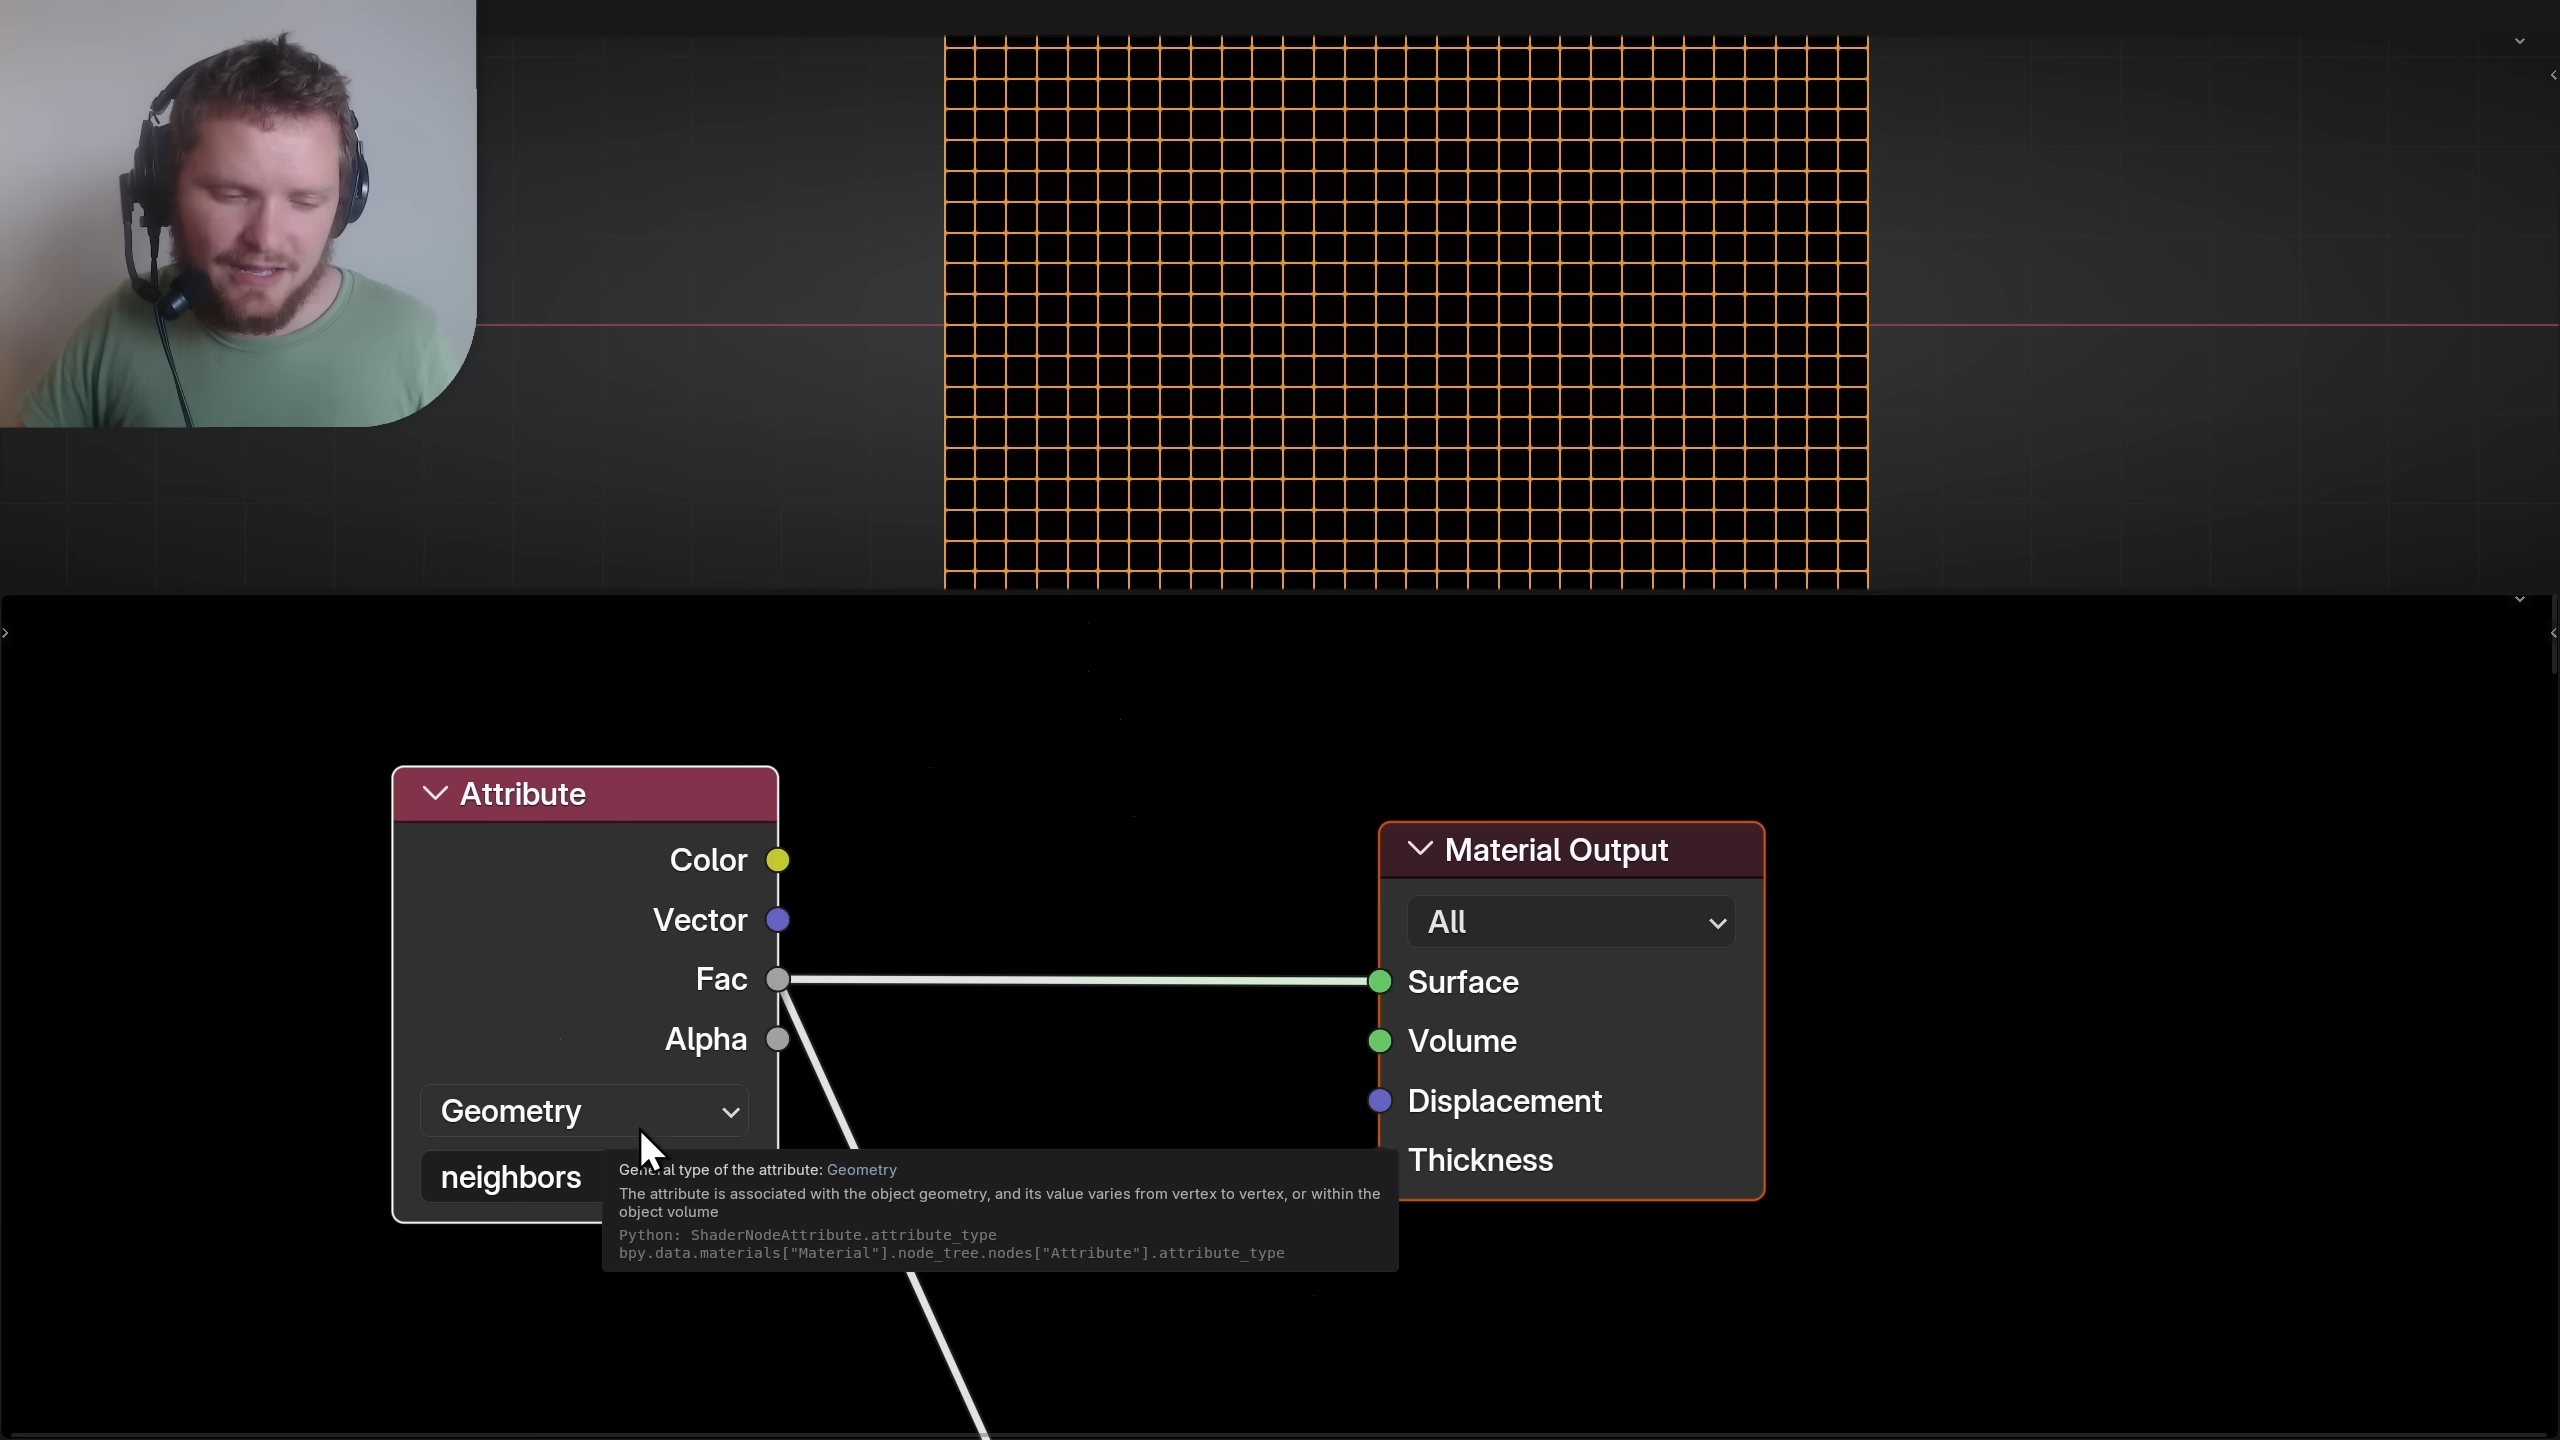 Attribute
Color
Vector
Fac
Alpha
Geometry
neighbors
General type of the attribute: Geometry
The attribute is associated with the object geometry, and its value varies from vertex to vertex, or within the
object volume
Python: ShaderNodeAttribute.attribute_type
bpy.data.materials["Material"].node_tree.nodes["Attribute"].attribute_type
Material Output
All
Surface
Volume
Displacement
Thickness